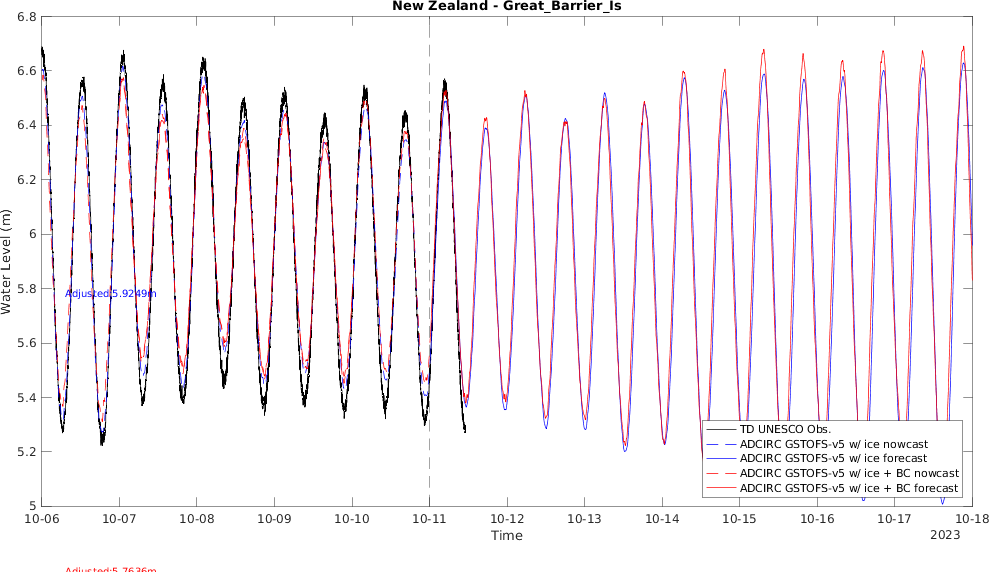 New Zealand - Great_Barrier_Is
6.8
6.6
6.4
6.2
6
5.8
5.6
5.4
5.2
5
Water Level (m)
Adjusted:5.9249m
TD UNESCO Obs.
ADCIRC GSTOFS-v5 w/ ice nowcast
ADCIRC GSTOFS-v5 w/ ice forecast
ADCIRC GSTOFS-v5 w/ ice + BC nowcast
ADCIRC GSTOFS-v5 w/ ice + BC forecast
10-06 10-07 10-08 10-09 10-10 10-11 10-12 10-13 10-14 10-15 10-16 10-17 10-18
Time
2023
Adjusted:5.7636m